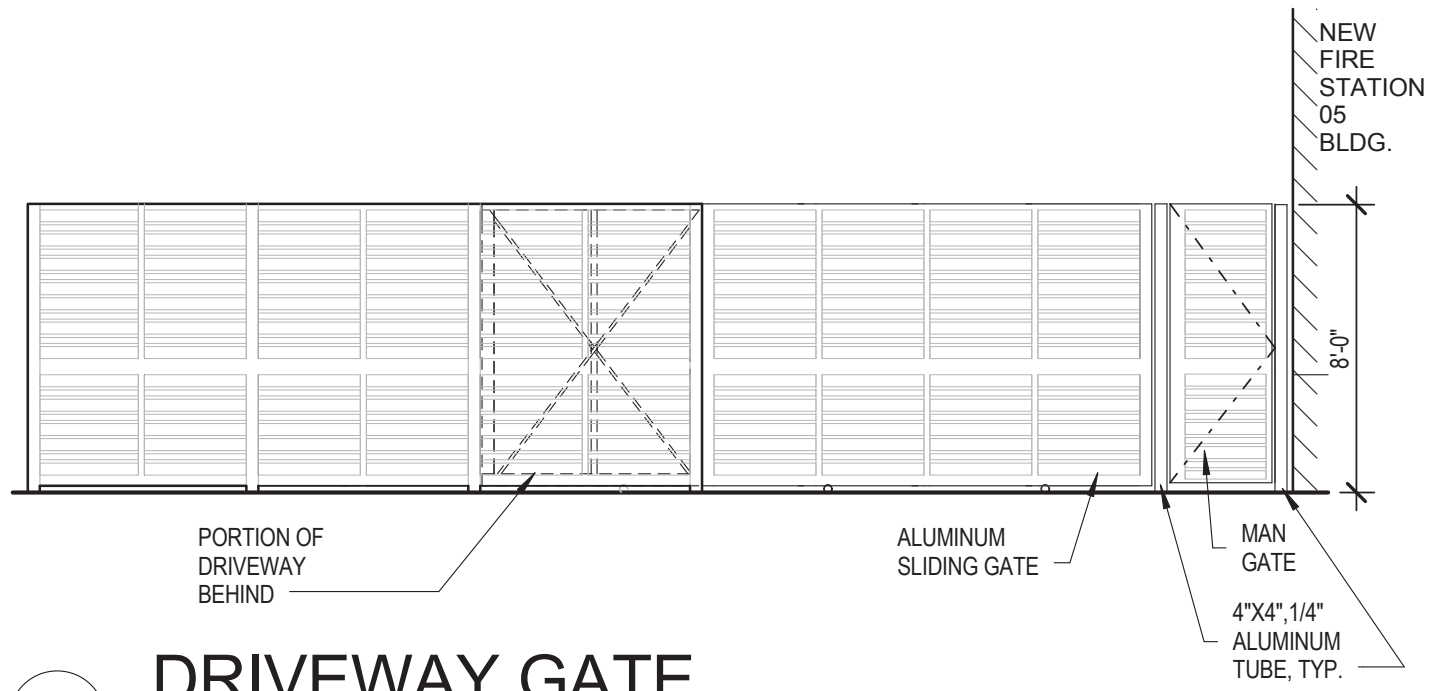 NEW
FIRE
STATION
05
BLDG.
8'-0"
PORTION OF
DRIVEWAY
BEHIND
ALUMINUM
SLIDING GATE
MAN
GATE
4"X4",1/4"
ALUMINUM
TUBE, TYP.
DRIVEWAY GATE